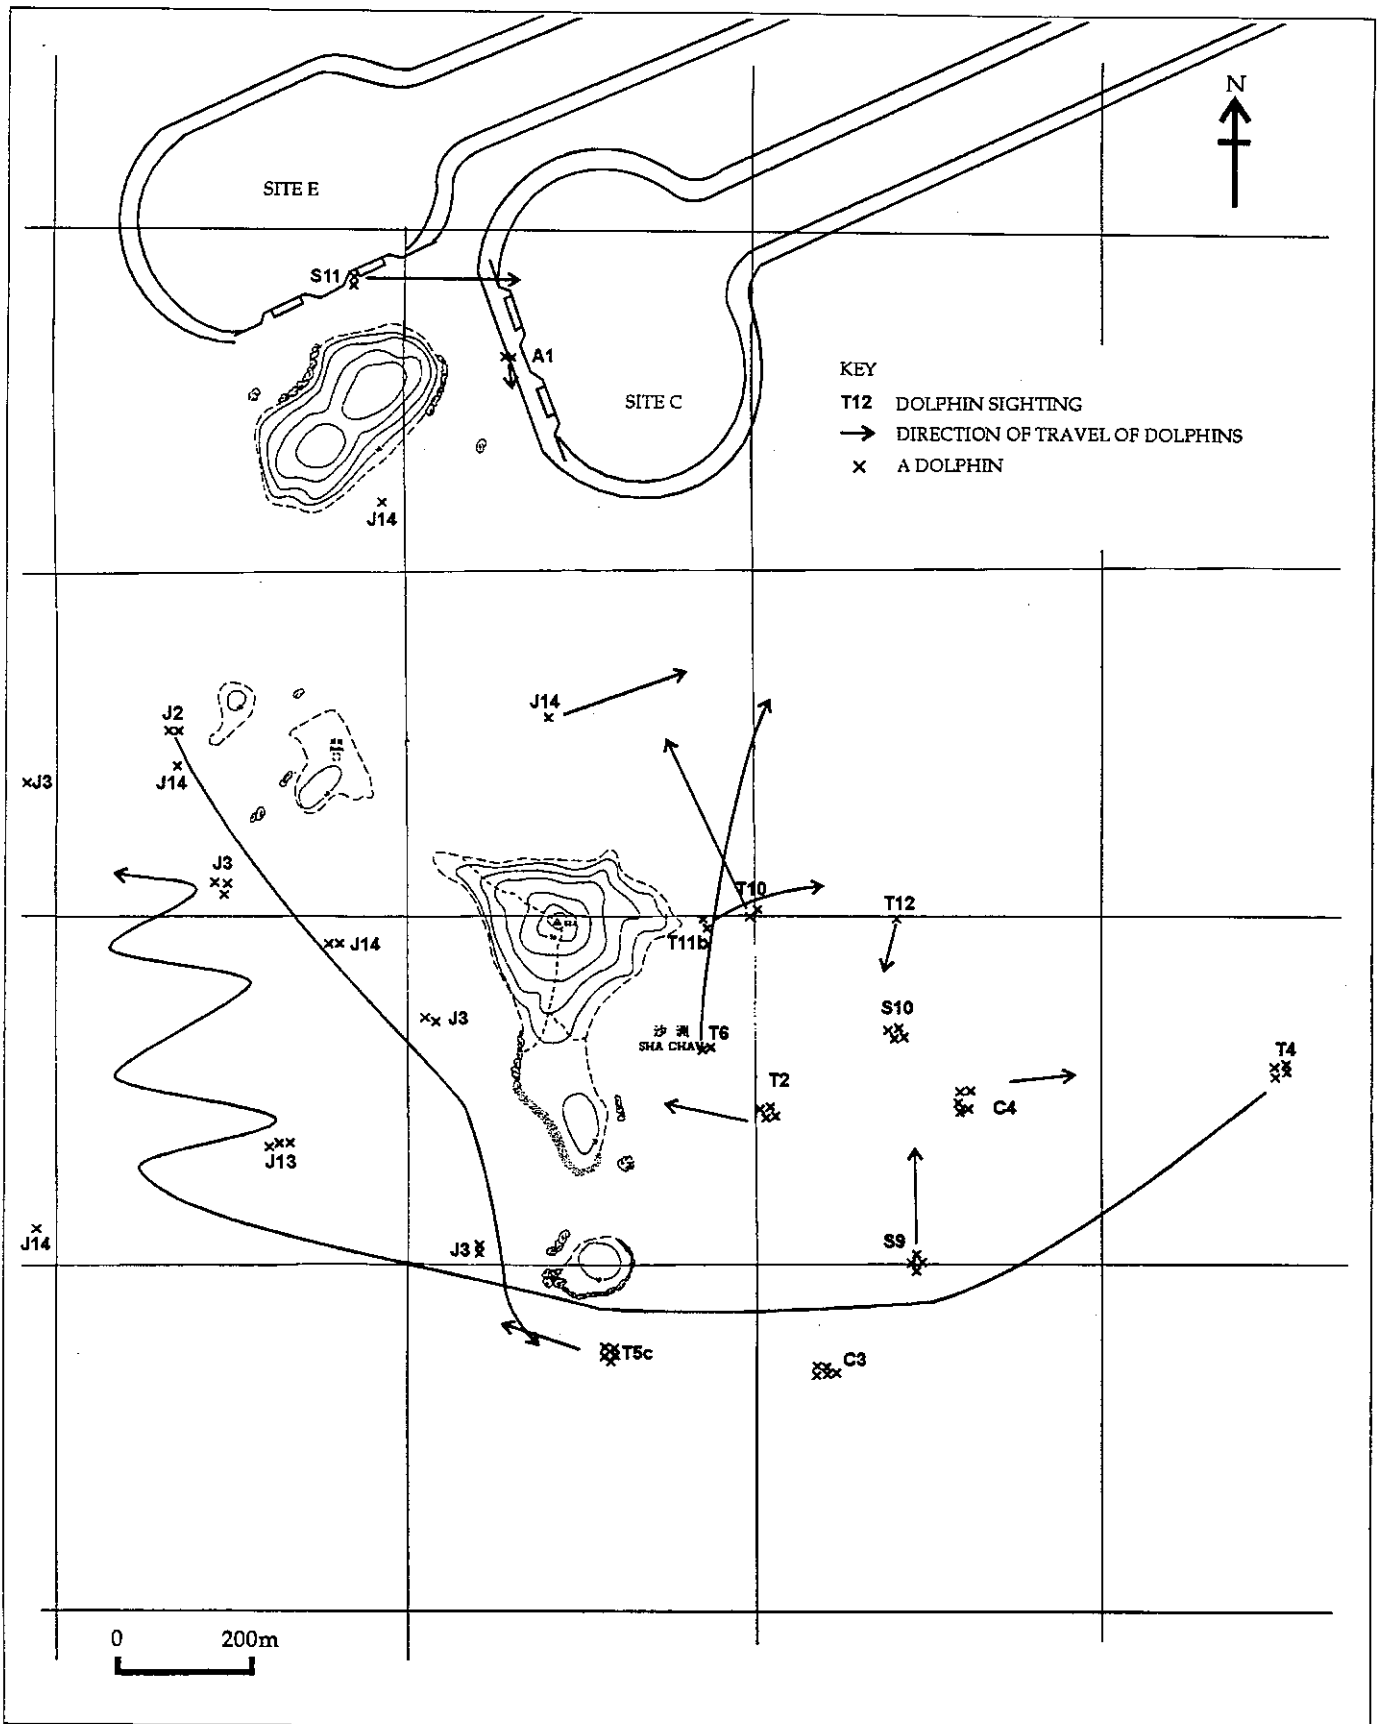 N
SITE E
S11
A1
KEY
T12 DOLPHIN SIGHTING
DIRECTION OF TRAVEL OF DOLPHINS
A DOLPHIN
SITE C
J14
J14
J2
J14
J3
J3
T10
T12
T11b
J14
S10
J3
沙洲
SHA CHAU
T6
T4
T2
C4
J13
J14
J3
S9
T5c
C3
0 200m